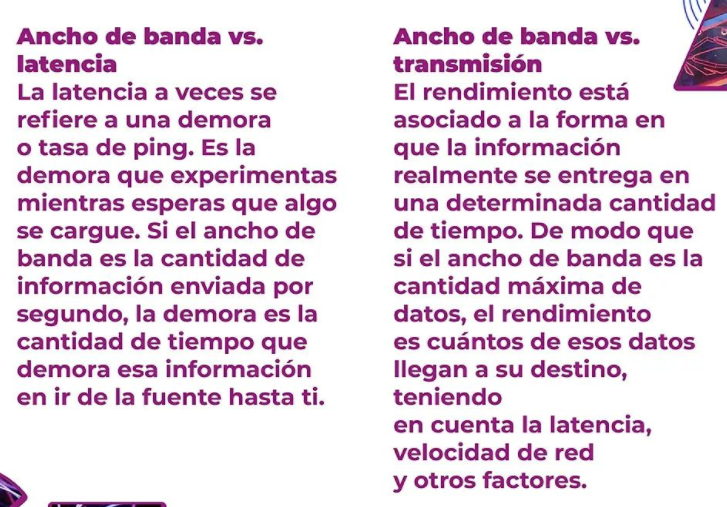 Ancho de banda vs.
latencia
La latencia a veces se
refiere a una demora
o tasa de ping. Es la
demora que experimentas
mientras esperas que algo
se cargue. Si el ancho de
banda es la cantidad de
información enviada por
segundo, la demora es la
cantidad de tiempo que
demora esa información
en ir de la fuente hasta ti.
Ancho de banda vs.
transmisión
El rendimiento está
asociado a la forma en
que la información
realmente se entrega en
una determinada cantidad
de tiempo. De modo que
si el ancho de banda es la
cantidad máxima de
datos, el rendimiento
es cuántos de esos datos
llegan a su destino,
teniendo
en cuenta la latencia,
velocidad de red
y otros factores.